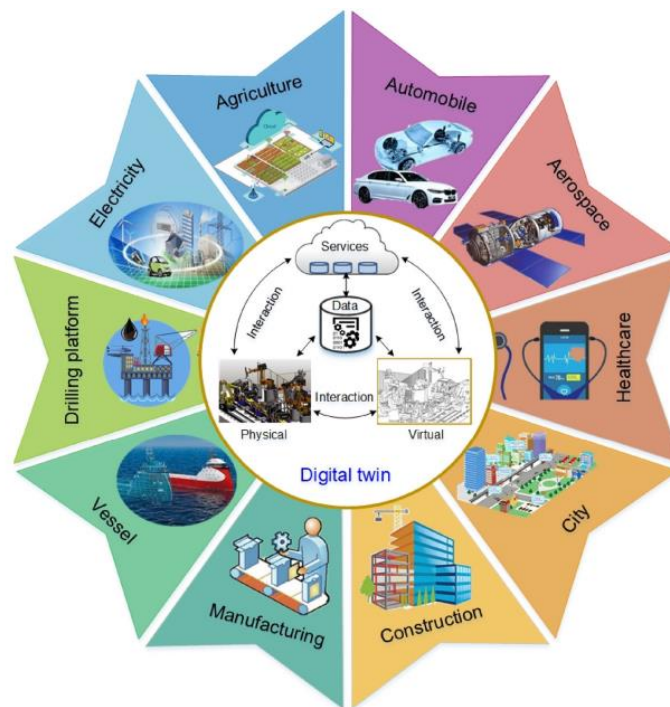 Agriculture
Automobile
Electricity
Aerospace
Cloud
Services
Drilling platform
Interaction
Data
Interaction
Healthcare
Interaction
Physical
Virtual
Digital twin
Vessel
City
Manufacturing
Construction